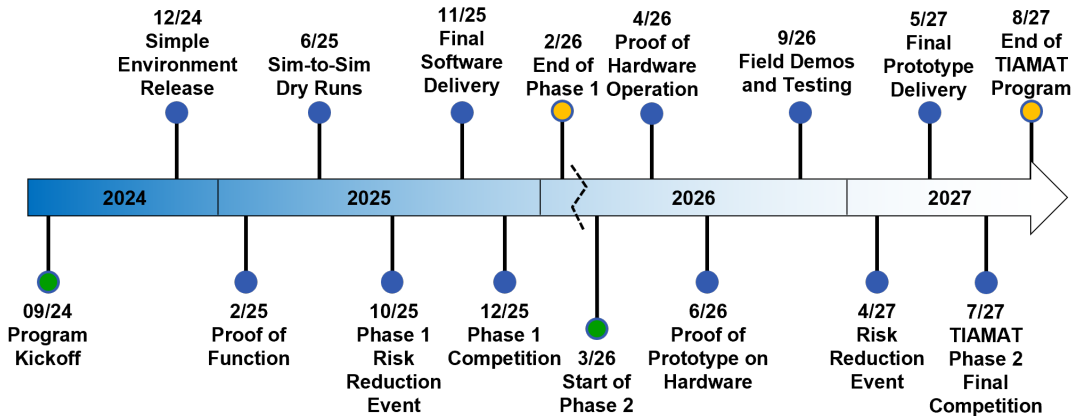 12/24
Simple
Environment
Release
6/25
Sim-to-Sim
Dry Runs
11/25
Final
Software
Delivery
2/26
End of
Phase 1
4/26
Proof of
Hardware
Operation
9/26
Field Demos
and Testing
5/27
Final
Prototype
Delivery
8/27
End of
TIAMAT
Program
2024
2025
2026
2027
09/24
Program
Kickoff
2/25
Proof of
Function
10/25
Phase 1
Risk
Reduction
Event
12/25
Phase 1
Competition
3/26
Start of
Phase 2
6/26
Proof of
Prototype on
Hardware
4/27
Risk
Reduction
Event
7/27
TIAMAT
Phase 2
Final
Competition